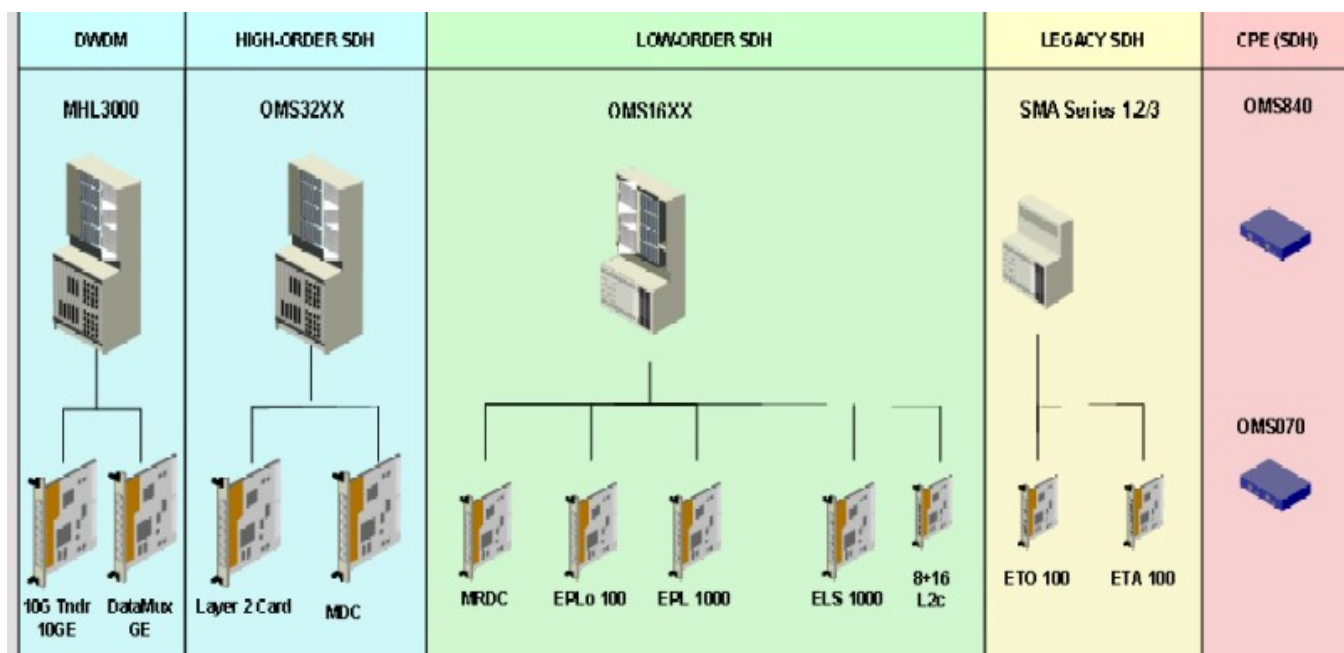 DWDM
HIGH-ORDER SDH
LOW-ORDER SDH
LEGACY SDH
CPE (SDH)
MHL3000
OMS32XX
OMS16XX
SMA Series 1.2/3
OMS840
OMS070
10G Tndr
10GE
DataMux
GE
Layer 2 Card
MDC
MRDC
EPLo 100
EPL 1000
ELS 1000
8+16
L2c
ETO 100
ETA 100